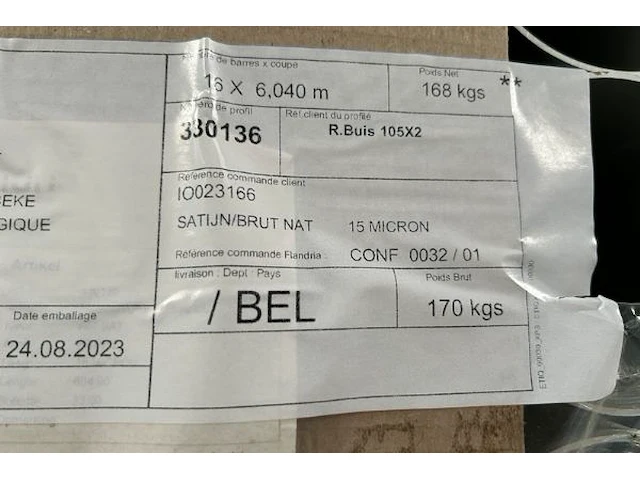 de barres x coupe
16 X 6,040 m
Poids Net
168 kgs **
de profil
330136
Ref.client du profilé
R.Buis 105X2
Référence commande client
IO023166
SATIJN/BRUT NAT 15 MICRON
Référence commande Flandria :
CONF 0032 / 01
livraison : Dept - Pays
/ BEL
Poids Brut
170 kgs
EKE
GIQUE
Date emballage
24.08.2023